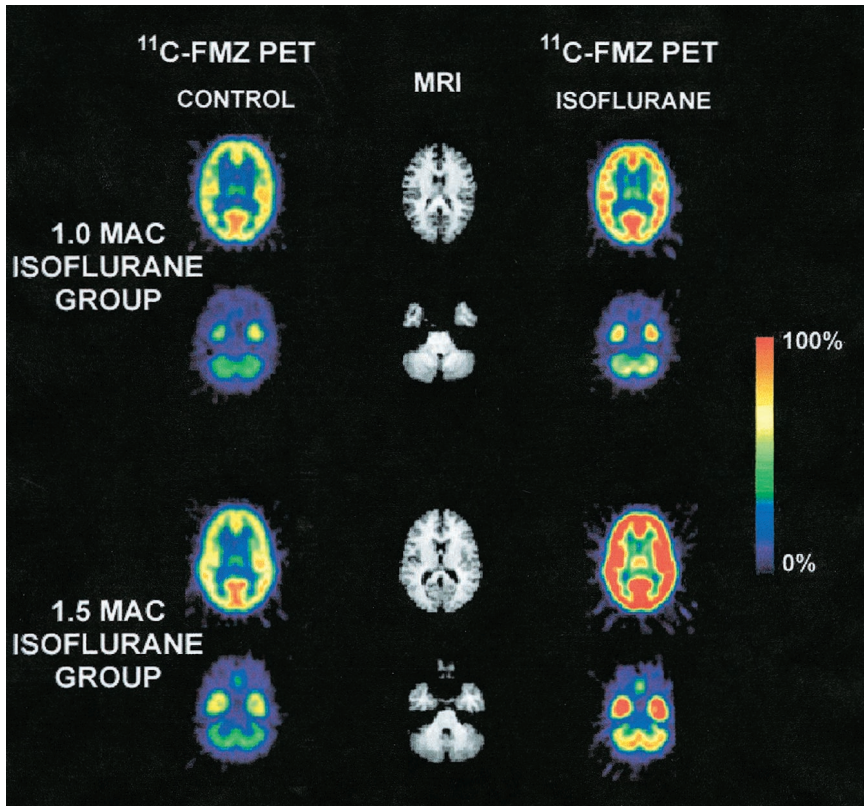 ¹¹C-FMZ PET
CONTROL
MRI
¹¹C-FMZ PET
ISOFLURANE
1.0 MAC
ISOFLURANE
GROUP
100%
0%
1.5 MAC
ISOFLURANE
GROUP